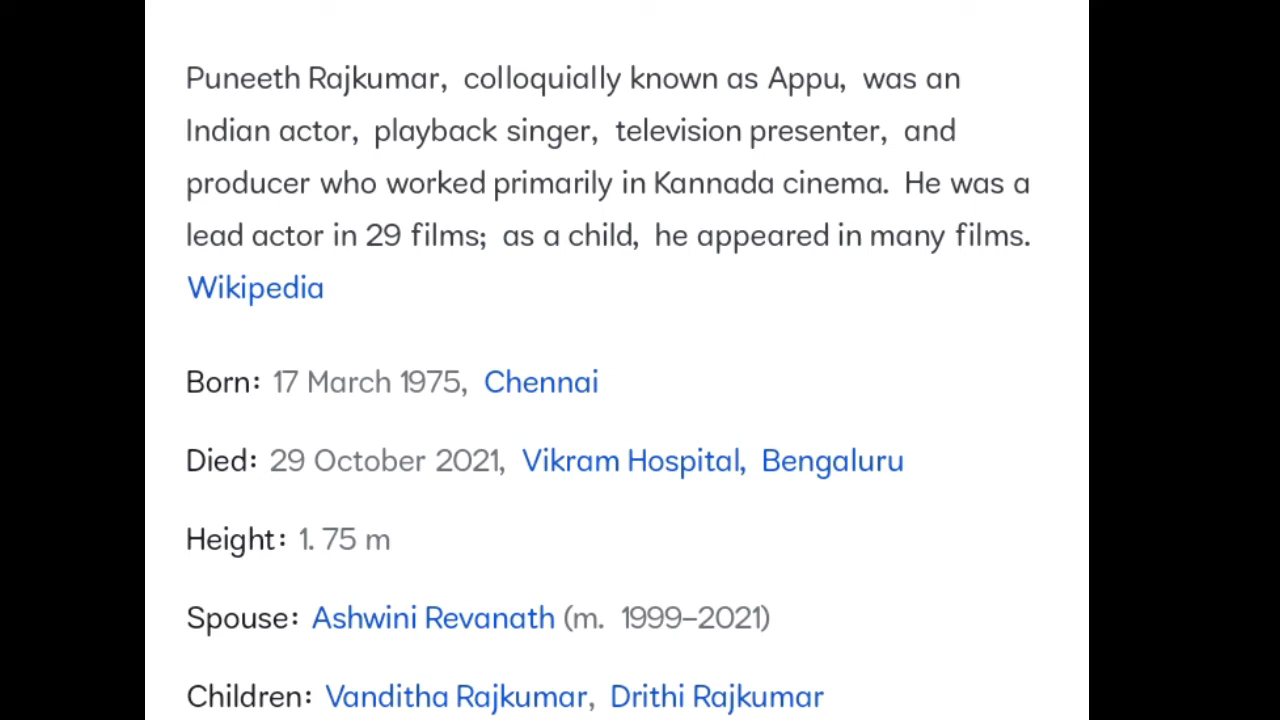 Puneeth Rajkumar, colloquially known as Appu, was an
Indian actor, playback singer, television presenter, and
producer who worked primarily in Kannada cinema. He was a
lead actor in 29 films; as a child, he appeared in many films.
Wikipedia
Born: 17 March 1975, Chennai
Died: 29 October 2021, Vikram Hospital, Bengaluru
Height: 1. 75 m
Spouse: Ashwini Revanath (m. 1999–2021)
Children: Vanditha Rajkumar, Drithi Rajkumar